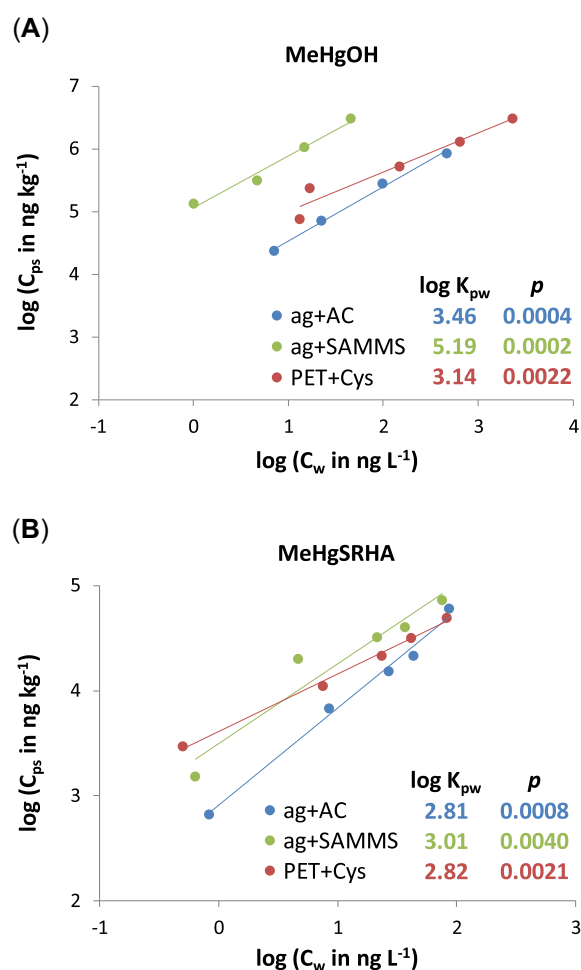 (A)
MeHgOH
7
6
5
4
3
2
log (Cps in ng kg-1)
log Kpw p
ag+AC 3.46 0.0004
ag+SAMMS 5.19 0.0002
PET+Cys 3.14 0.0022
-1 0 1 2 3 4
log (Cw in ng L-1)
(B)
MeHgSRHA
5
4
3
2
log (Cps in ng kg-1)
log Kpw p
ag+AC 2.81 0.0008
ag+SAMMS 3.01 0.0040
PET+Cys 2.82 0.0021
-1 0 1 2 3
log (Cw in ng L-1)